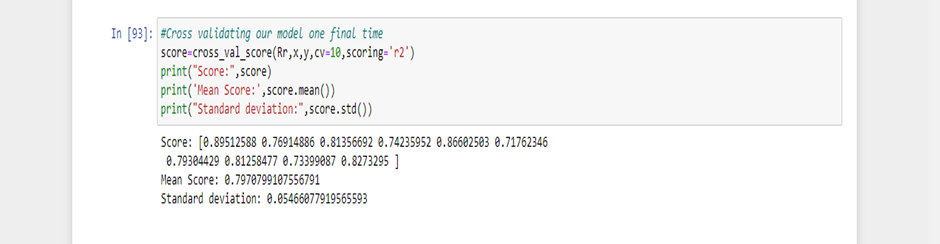 In [93]: #Cross validating our model one final time
score=cross_val_score(Rr,x,y,cv=10,scoring='r2')
print("Score:",score)
print('Mean Score:',score.mean())
print("Standard deviation:",score.std())
Score: [0.89512588 0.76914886 0.81356692 0.74235952 0.86602503 0.71762346
0.79304429 0.81258477 0.73399087 0.8273295 ]
Mean Score: 0.7970799107556791
Standard deviation: 0.05466077919565593